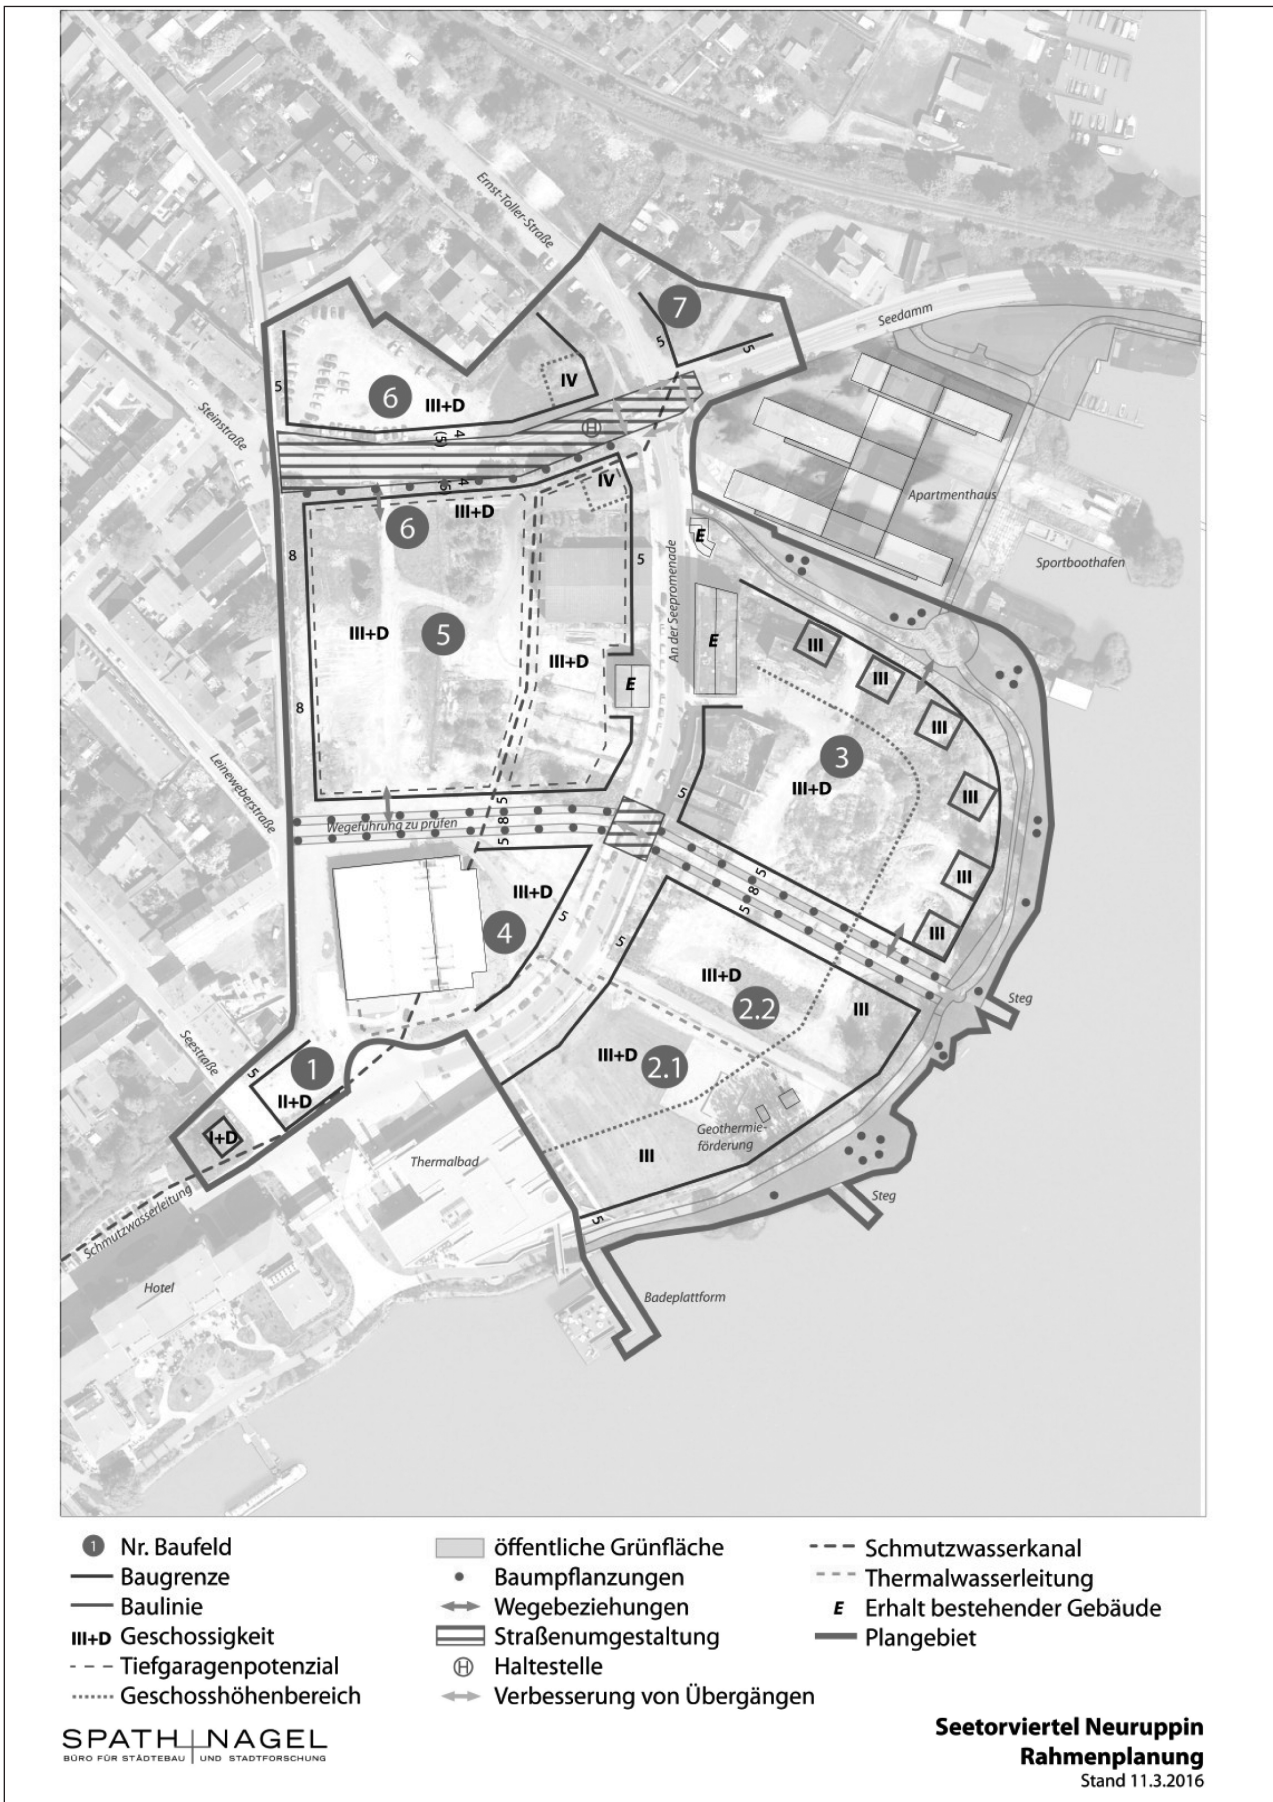 Ernst-Toller-Straße
7
5
5
Seedamm
IV
5
6
III+D
4
(5)
H
Steinstraße
4
(5)
IV
III+D
6
Apartmenthaus
E
8
5
An der Seepromenade
Sportboothafen
III+D
5
III
E
III+D
III
E
8
III
3
Leineweberstraße
III+D
III
5
5
8
Wegeführung zu prüfen
5
III
5
8
5
III+D
4
5
III
5
III+D
2.2
III
Steg
Seestraße
III+D
2.1
1
5
II+D
I+D
Geothermie-
förderung
Thermalbad
III
Steg
5
Schmutzwasserleitung
Hotel
Badeplattform
1 Nr. Baufeld
Baugrenze
Baulinie
III+D Geschossigkeit
Tiefgaragenpotenzial
Geschosshöhenbereich
öffentliche Grünfläche
Baumpflanzungen
Wegebeziehungen
Straßenumgestaltung
H Haltestelle
Verbesserung von Übergängen
Schmutzwasserkanal
Thermalwasserleitung
E Erhalt bestehender Gebäude
Plangebiet
SPATH+NAGEL
BÜRO FÜR STÄDTEBAU UND STADTFORSCHUNG
Seetorviertel Neuruppin
Rahmenplanung
Stand 11.3.2016